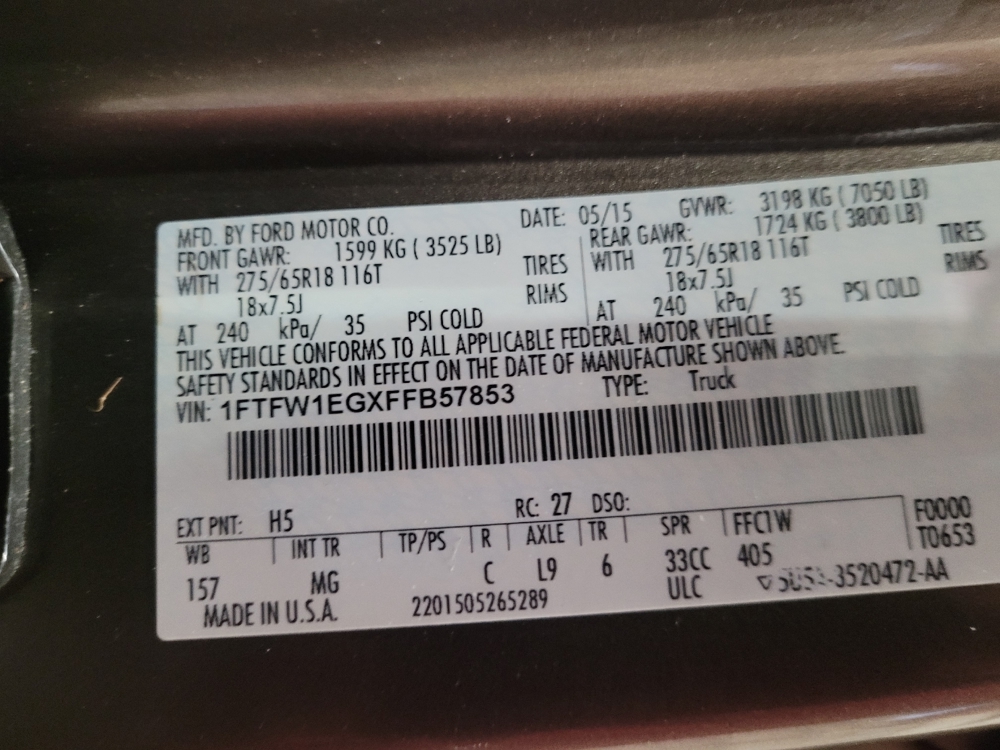 MFD. BY FORD MOTOR CO. DATE: 05/15 GVWR: 3198 KG ( 7050 LB)
FRONT GAWR: 1599 KG ( 3525 LB) REAR GAWR: 1724 KG ( 3800 LB)
WITH 275/65R18 116T TIRES WITH 275/65R18 116T TIRES
18x7.5J RIMS 18x7.5J RIMS
AT 240 kPa/ 35 PSI COLD AT 240 kPa/ 35 PSI COLD
THIS VEHICLE CONFORMS TO ALL APPLICABLE FEDERAL MOTOR VEHICLE
SAFETY STANDARDS IN EFFECT ON THE DATE OF MANUFACTURE SHOWN ABOVE.
VIN: 1FTFW1EGXFFB57853 TYPE: Truck
EXT PNT: H5 RC: 27 DSO: F0000
WB INT TR TP/PS R AXLE TR SPR FFC1W T0653
157 MG C L9 6 33CC 405
MADE IN U.S.A. 2201505265289 ULC